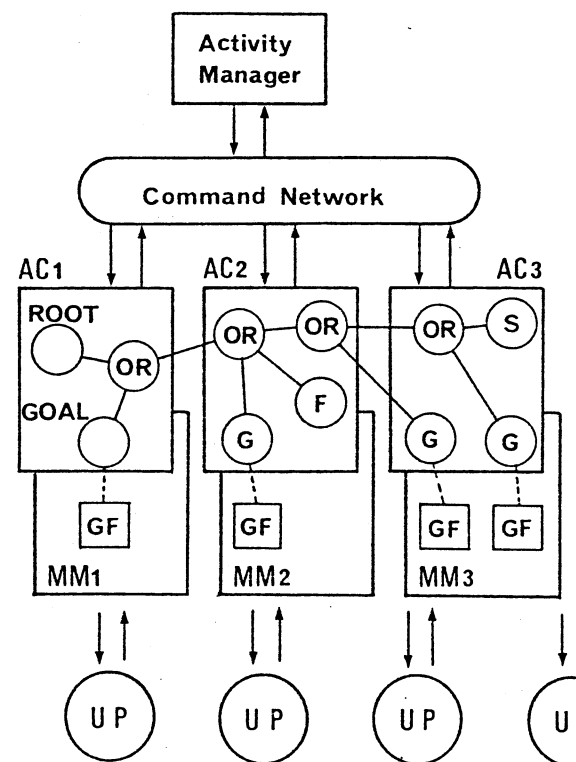 Activity
Manager
Command Network
AC1
AC2
AC3
ROOT
OR
OR
OR
OR
S
GOAL
F
G
G
G
GF
GF
GF
GF
MM1
MM2
MM3
UP
UP
UP
U